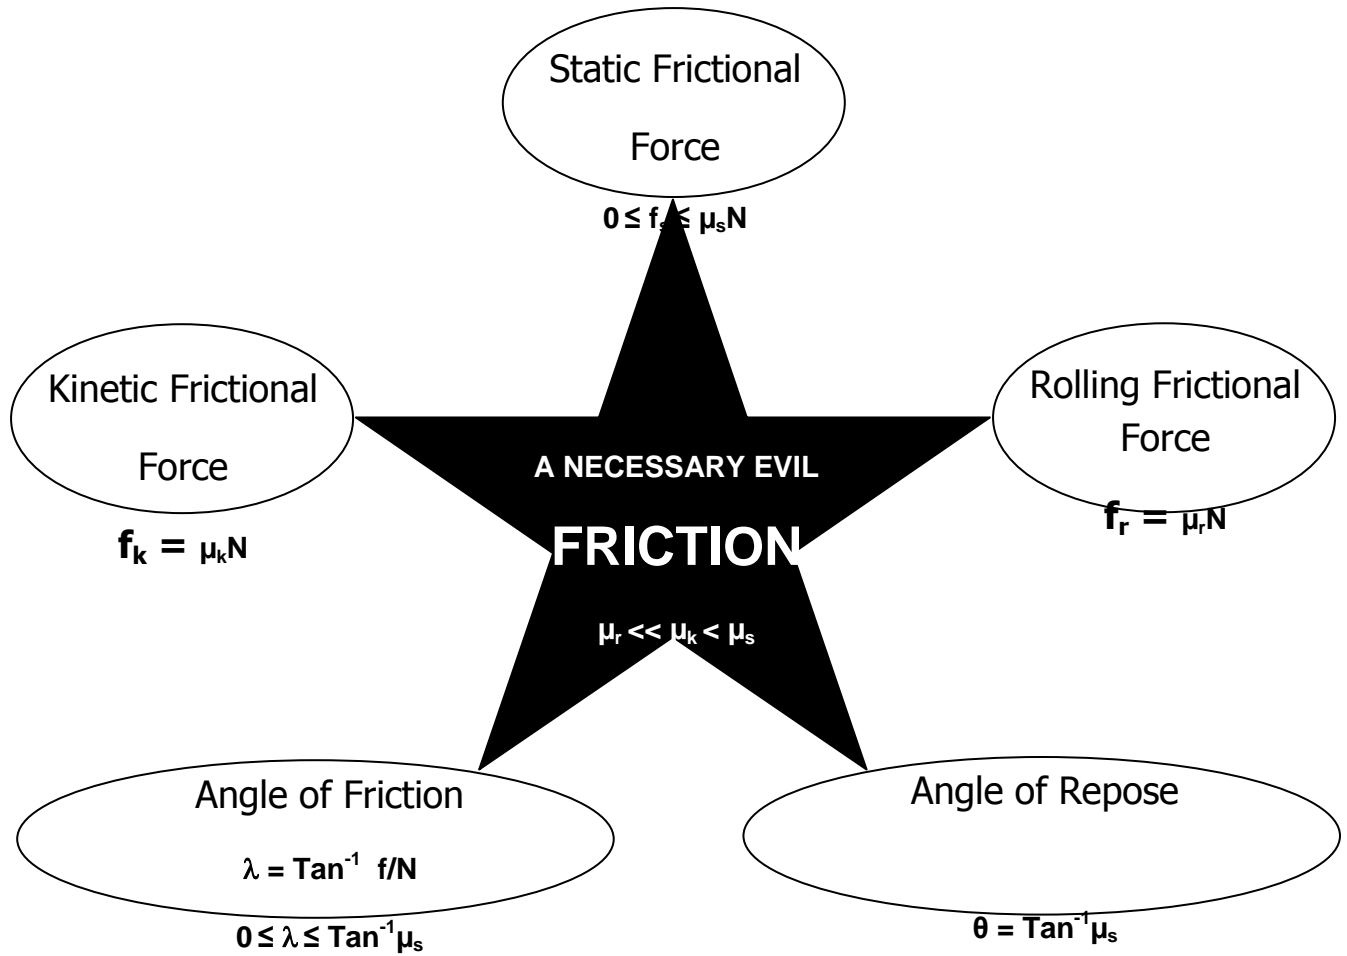 Static Frictional
Force
0 ≤ fₛ ≤ μₛN
Kinetic Frictional
Force
fₖ = μₖN
Rolling Frictional
Force
fᵣ = μᵣN
A NECESSARY EVIL
FRICTION
μᵣ << μₖ < μₛ
Angle of Friction
λ = Tan⁻¹ f/N
0 ≤ λ ≤ Tan⁻¹μₛ
Angle of Repose
θ = Tan⁻¹μₛ